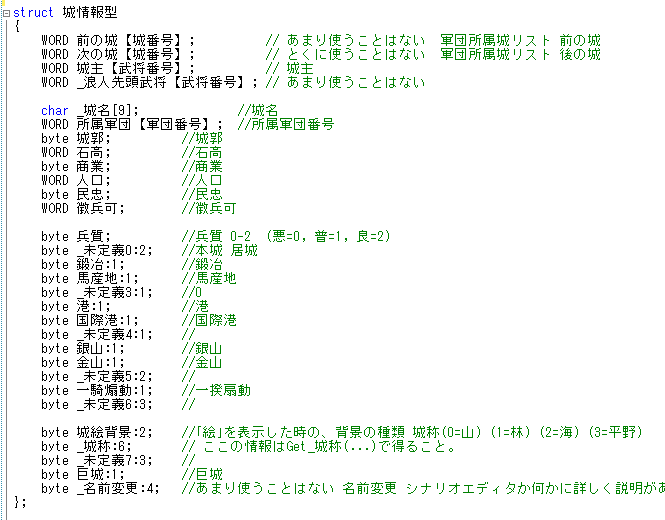 struct 城情報型
{
WORD 前の城【城番号】; // あまり使うことはない 軍団所属城リスト 前の城
WORD 次の城【城番号】; // とくに使うことはない 軍団所属城リスト 後の城
WORD 城主【武将番号】; // 城主
WORD _浪人先頭武将【武将番号】; // あまり使うことはない
char _城名[9]; //城名
WORD 所属軍団【軍団番号】; //所属軍団番号
byte 城郭; //城郭
WORD 石高; //石高
byte 商業; //商業
WORD 人口; //人口
byte 民忠; //民忠
WORD 徴兵可; //徴兵可
byte 兵質; //兵質 0-2 (悪=0，普=1，良=2)
byte _未定義0:2; //本城 居城
byte 鍛冶:1; //鍛冶
byte 馬産地:1; //馬産地
byte _未定義3:1; //0
byte 港:1; //港
byte 国際港:1; //国際港
byte _未定義4:1; //
byte 銀山:1; //銀山
byte 金山:1; //金山
byte _未定義5:2; //
byte 一騎煽動:1; //一揆扇動
byte _未定義6:3; //
byte 城絵背景:2; //「絵」を表示した時の、背景の種類 城称(0=山) (1=林) (2=海) (3=平野)
byte _城称:6; // ここの情報はGet_城称(...)で得ること。
byte _未定義7:3; //
byte 巨城:1; //巨城
byte _名前変更:4; //あまり使うことはない 名前変更 シナリオエディタか何かに詳しく説明があ
};